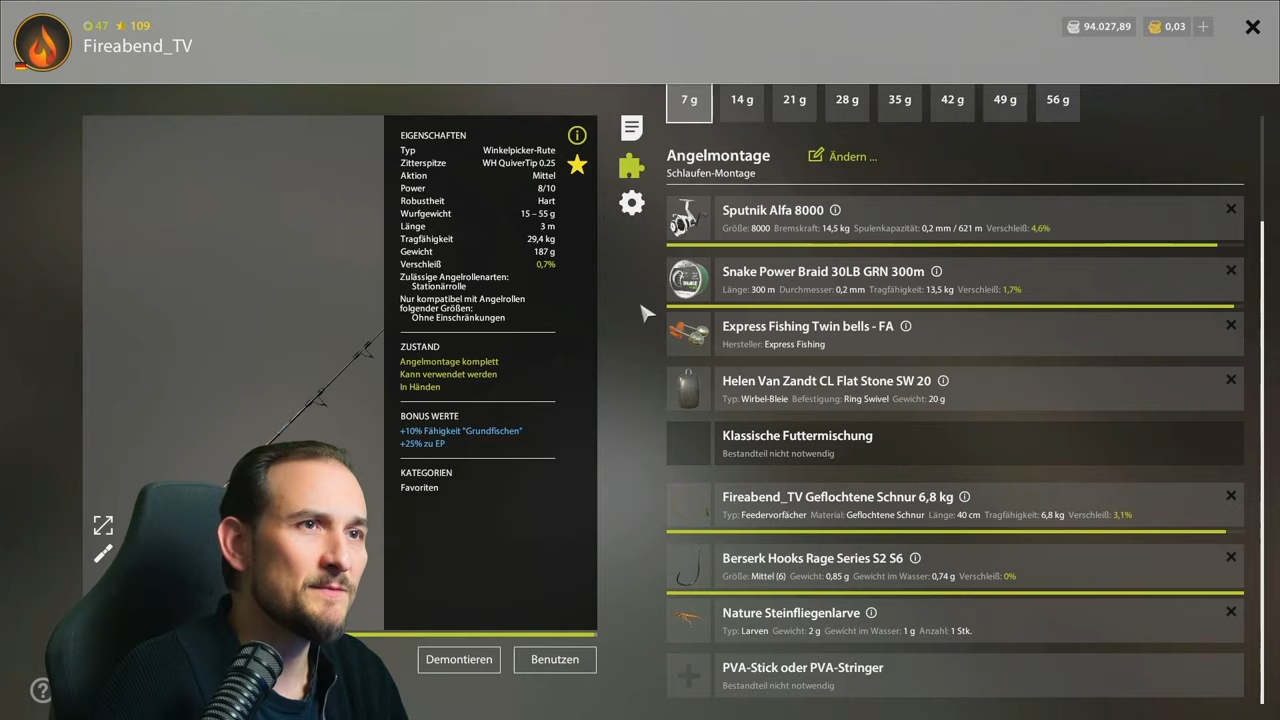 47 109
Fireabend_TV
94.027,89
0,03
7 g
14 g
21 g
28 g
35 g
42 g
49 g
56 g
EIGENSCHAFTEN
Typ Winkelpicker-Rute
Zitterspitze WH QuiverTip 0.25
Aktion Mittel
Power 8/10
Robustheit Hart
Wurfgewicht 15 – 55 g
Länge 3 m
Tragfähigkeit 29,4 kg
Gewicht 187 g
Verschleiß 0,7%
Zulässige Angelrollenarten:
Stationärrolle
Nur kompatibel mit Angelrollen
folgender Größen:
Ohne Einschränkungen
ZUSTAND
Angelmontage komplett
Kann verwendet werden
In Händen
BONUS WERTE
+10% Fähigkeit "Grundfischen"
+25% zu EP
KATEGORIEN
Favoriten
Demontieren
Benutzen
Angelmontage
Ändern ...
Schlaufen-Montage
Sputnik Alfa 8000
Größe: 8000 Bremskraft: 14,5 kg Spulenkapazität: 0,2 mm / 621 m Verschleiß: 4,6%
Snake Power Braid 30LB GRN 300m
Länge: 300 m Durchmesser: 0,2 mm Tragfähigkeit: 13,5 kg Verschleiß: 1,7%
Express Fishing Twin bells - FA
Hersteller: Express Fishing
Helen Van Zandt CL Flat Stone SW 20
Typ: Wirbel-Bleie Befestigung: Ring Swivel Gewicht: 20 g
Klassische Futtermischung
Bestandteil nicht notwendig
Fireabend_TV Geflochtene Schnur 6,8 kg
Typ: Feedervorfächer Material: Geflochtene Schnur Länge: 40 cm Tragfähigkeit: 6,8 kg Verschleiß: 3,1%
Berserk Hooks Rage Series S2 S6
Größe: Mittel (6) Gewicht: 0,85 g Gewicht im Wasser: 0,74 g Verschleiß: 0%
Nature Steinfliegenlarve
Typ: Larven Gewicht: 2 g Gewicht im Wasser: 1 g Anzahl: 1 Stk.
PVA-Stick oder PVA-Stringer
Bestandteil nicht notwendig